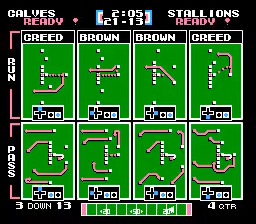 CALVES 2:05 STALLIONS
READY ! 21-13 READY !
CREED BROWN BROWN CREED
RUN
PASS
3 DOWN 13 4 QTR
20 50 20